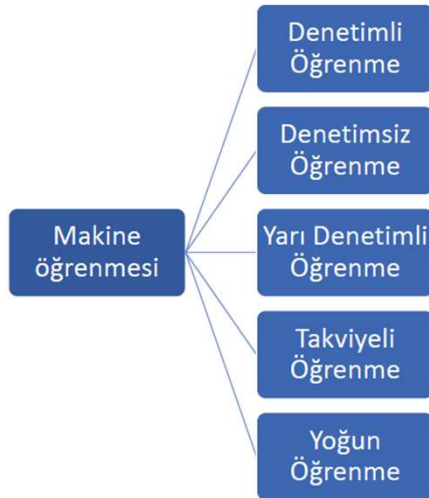 Makine
öğrenmesi
Denetimli
Öğrenme
Denetimsiz
Öğrenme
Yarı Denetimli
Öğrenme
Takviyeli
Öğrenme
Yoğun
Öğrenme